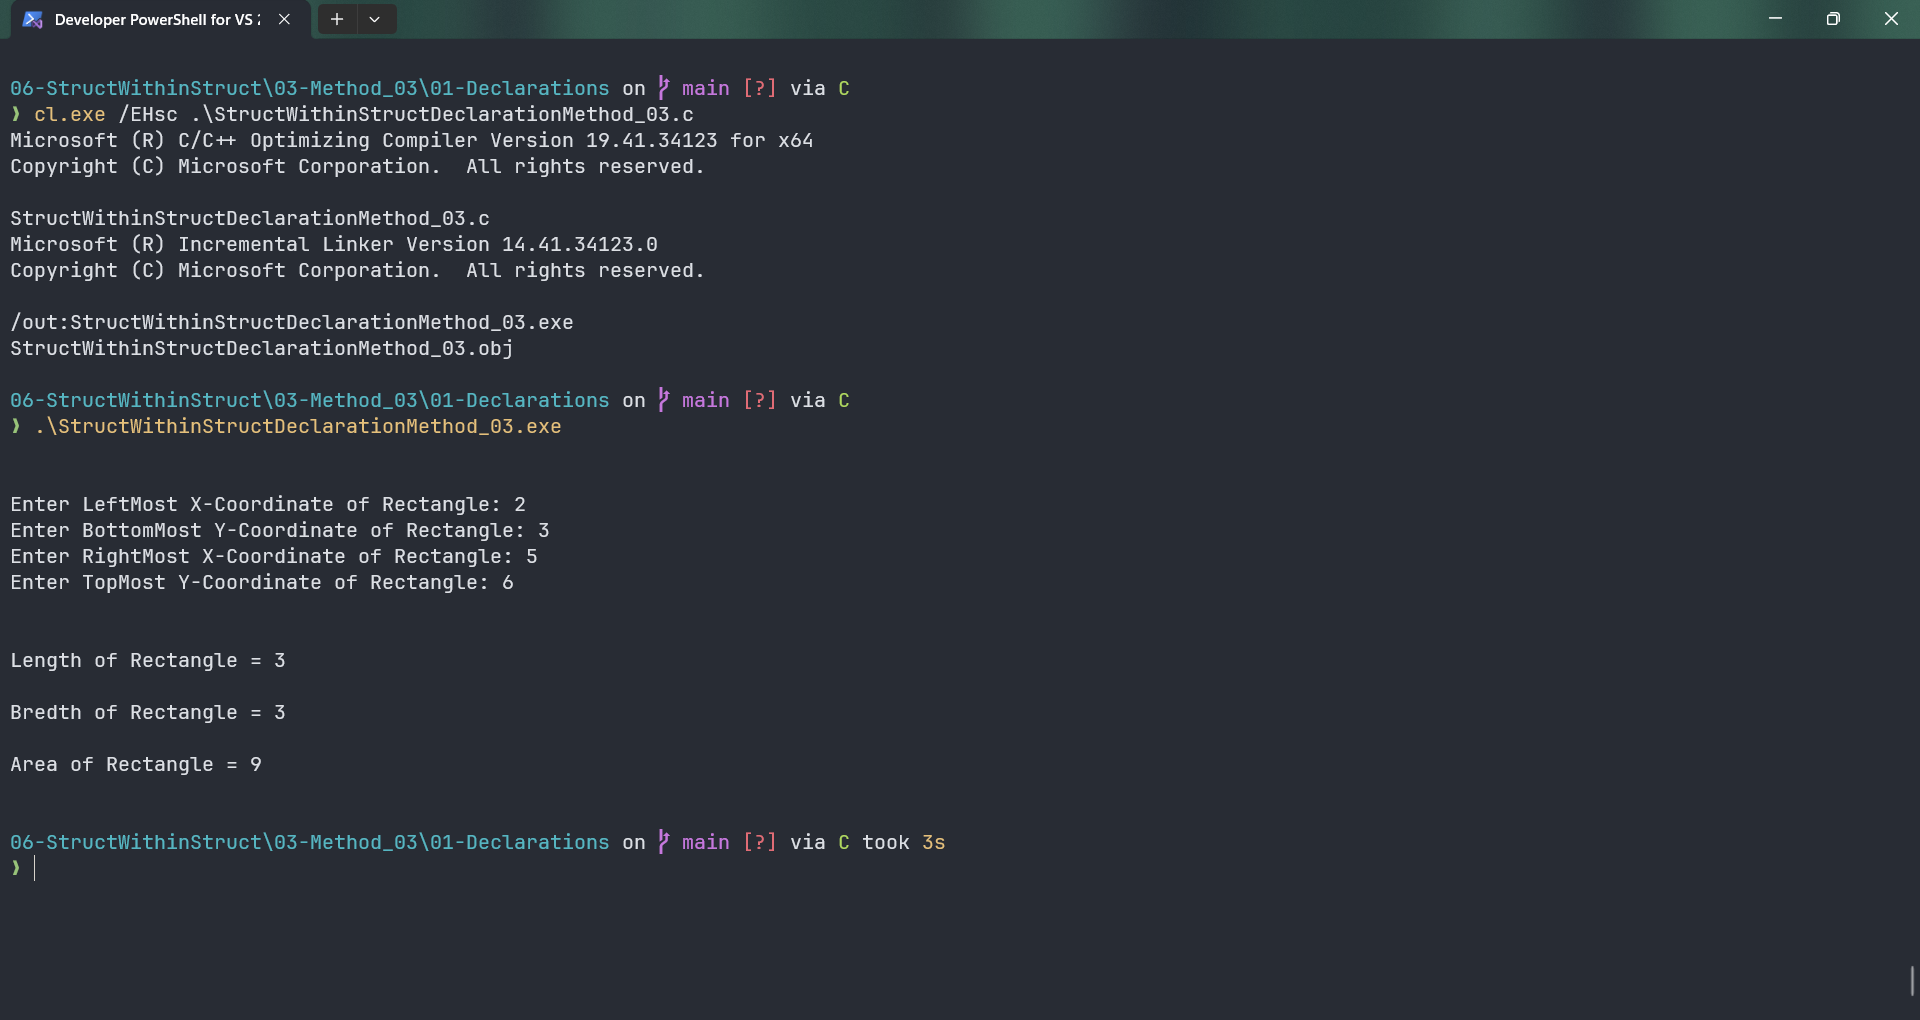 Developer PowerShell for VS 2
06-StructWithinStruct\03-Method_03\01-Declarations on main [?] via C
❯ cl.exe /EHsc .\StructWithinStructDeclarationMethod_03.c
Microsoft (R) C/C++ Optimizing Compiler Version 19.41.34123 for x64
Copyright (C) Microsoft Corporation.  All rights reserved.
StructWithinStructDeclarationMethod_03.c
Microsoft (R) Incremental Linker Version 14.41.34123.0
Copyright (C) Microsoft Corporation.  All rights reserved.
/out:StructWithinStructDeclarationMethod_03.exe
StructWithinStructDeclarationMethod_03.obj
06-StructWithinStruct\03-Method_03\01-Declarations on main [?] via C
❯ .\StructWithinStructDeclarationMethod_03.exe
Enter LeftMost X-Coordinate of Rectangle: 2
Enter BottomMost Y-Coordinate of Rectangle: 3
Enter RightMost X-Coordinate of Rectangle: 5
Enter TopMost Y-Coordinate of Rectangle: 6
Length of Rectangle = 3
Bredth of Rectangle = 3
Area of Rectangle = 9
06-StructWithinStruct\03-Method_03\01-Declarations on main [?] via C took 3s
❯